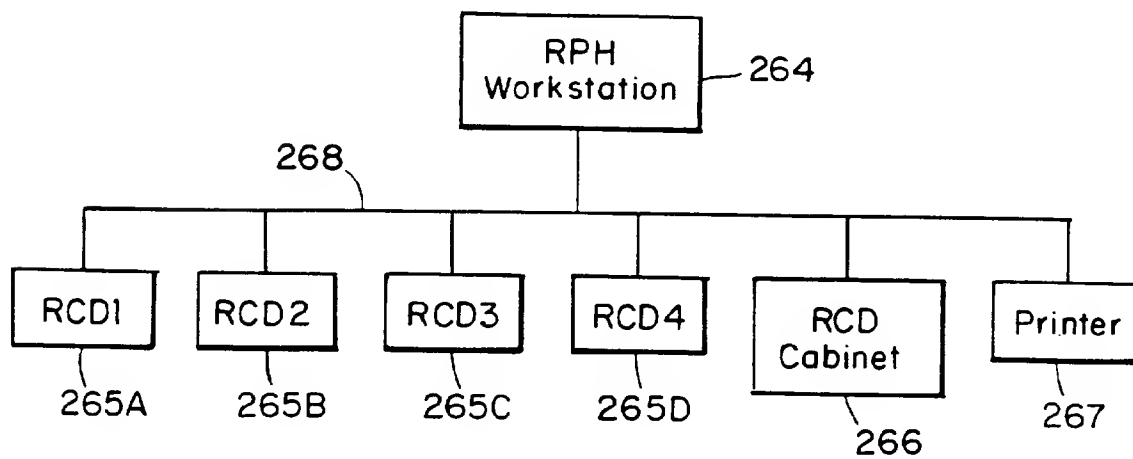 RPH
Workstation
264
268
RCD1
RCD2
RCD3
RCD4
RCD
Cabinet
Printer
265A
265B
265C
265D
266
267